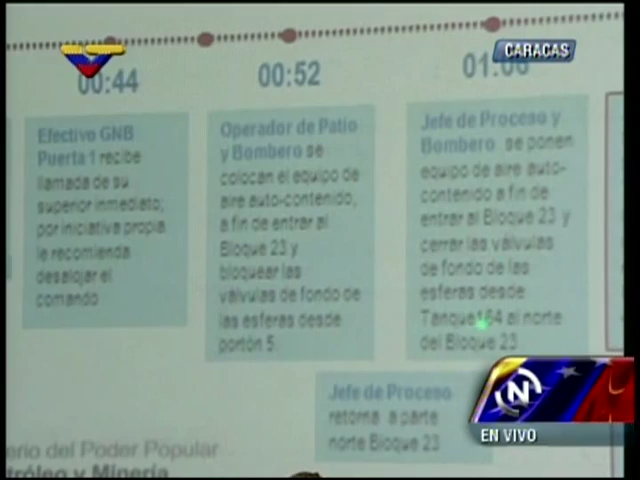 CARACAS
00:44
00:52
Efectivo GNB
Puerta 1 recibe
llamada de su
superior inmediato;
por iniciativa propia
le recomienda
desalojar el
comando
Operador de Patio
y Bombero se
colocan el equipo de
aire auto-contenido,
a fin de entrar al
Bloque 23 y
bloquear las
válvulas de fondo de
las esferas desde
portón 5
Jefe de Proceso y
Bombero se ponen
equipo de aire auto-
contenido a fin de
entrar al Bloque 23 y
cerrar las válvulas
de fondo de las
esferas desde
Tanque164 al norte
del Bloque 23
Jefe de Proceso
retorna a parte
norte Bloque 23
erio del Poder Popular
tróleo y Minería
N
EN VIVO